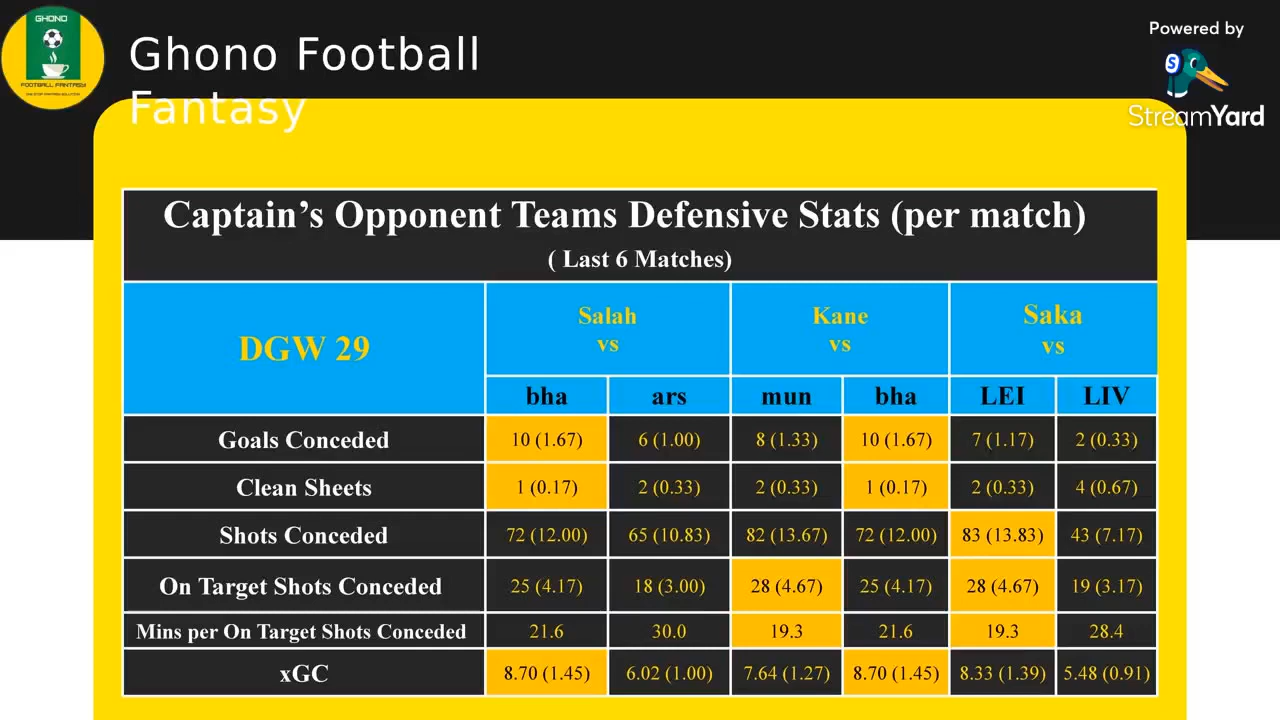 GHONO
FOOTBALL FANTASY
ONE STOP FANTASY SOLUTION
Ghono Football
Fantasy
Powered by
S
StreamYard
Captain’s Opponent Teams Defensive Stats (per match)
( Last 6 Matches)
DGW 29
Salah
vs
Kane
vs
Saka
vs
bha ars mun bha LEI LIV
Goals Conceded 10 (1.67) 6 (1.00) 8 (1.33) 10 (1.67) 7 (1.17) 2 (0.33)
Clean Sheets 1 (0.17) 2 (0.33) 2 (0.33) 1 (0.17) 2 (0.33) 4 (0.67)
Shots Conceded 72 (12.00) 65 (10.83) 82 (13.67) 72 (12.00) 83 (13.83) 43 (7.17)
On Target Shots Conceded 25 (4.17) 18 (3.00) 28 (4.67) 25 (4.17) 28 (4.67) 19 (3.17)
Mins per On Target Shots Conceded 21.6 30.0 19.3 21.6 19.3 28.4
xGC 8.70 (1.45) 6.02 (1.00) 7.64 (1.27) 8.70 (1.45) 8.33 (1.39) 5.48 (0.91)